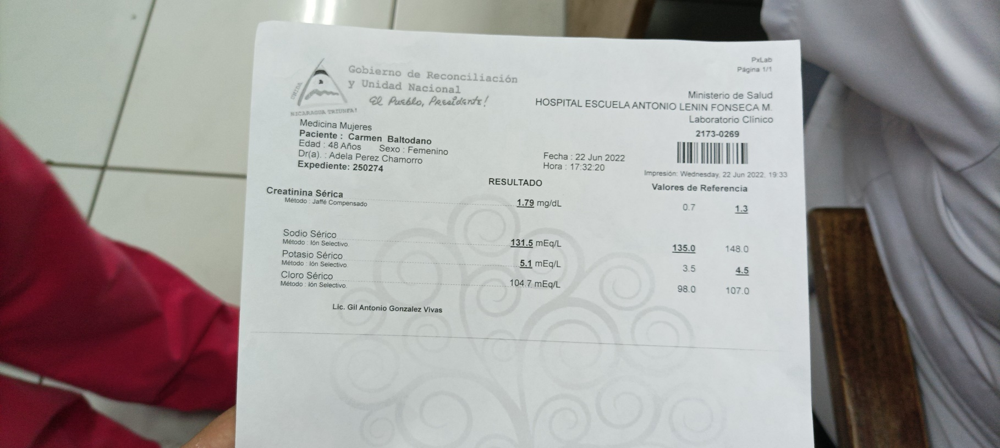 PxLab
Página 1/1
Gobierno de Reconciliación
y Unidad Nacional
El Pueblo, Presidente!
UNIDA
NICARAGUA TRIUNFA!
Ministerio de Salud
HOSPITAL ESCUELA ANTONIO LENIN FONSECA M.
Laboratorio Clínico
2173-0269
Medicina Mujeres
Paciente : Carmen Baltodano
Edad : 48 Años Sexo : Femenino
Dr(a). : Adela Perez Chamorro
Expediente: 250274
Fecha : 22 Jun 2022
Hora : 17:32:20
Impresión: Wednesday, 22 Jun 2022, 19:33
RESULTADO Valores de Referencia
Creatinina Sérica 1.79 mg/dL 0.7 1.3
Método : Jaffé Compensado
Sodio Sérico 131.5 mEq/L 135.0 148.0
Método : Ión Selectivo.
Potasio Sérico 5.1 mEq/L 3.5 4.5
Método : Ión Selectivo.
Cloro Sérico 104.7 mEq/L 98.0 107.0
Método : Ión Selectivo.
Lic. Gil Antonio Gonzalez Vivas